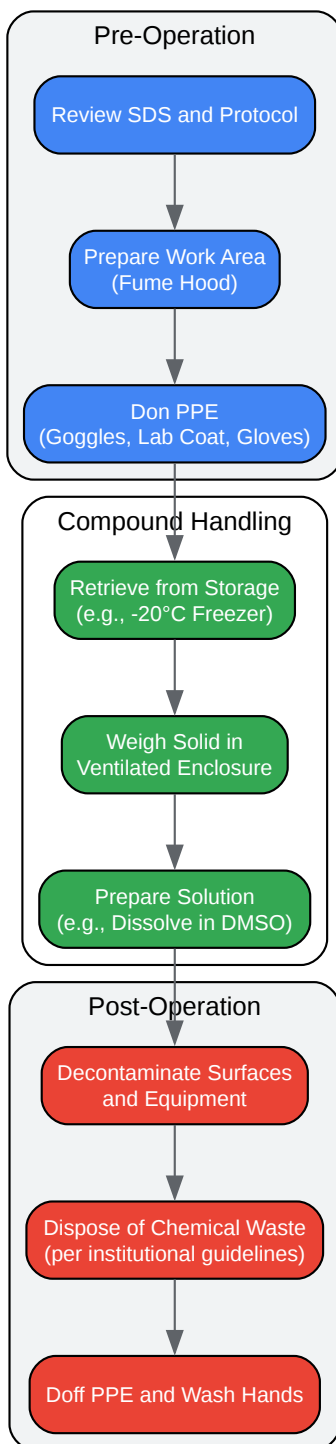 Pre-Operation
Review SDS and Protocol
Prepare Work Area
(Fume Hood)
Don PPE
(Goggles, Lab Coat, Gloves)
Compound Handling
Retrieve from Storage
(e.g., -20°C Freezer)
Weigh Solid in
Ventilated Enclosure
Prepare Solution
(e.g., Dissolve in DMSO)
Post-Operation
Decontaminate Surfaces
and Equipment
Dispose of Chemical Waste
(per institutional guidelines)
Doff PPE and Wash Hands